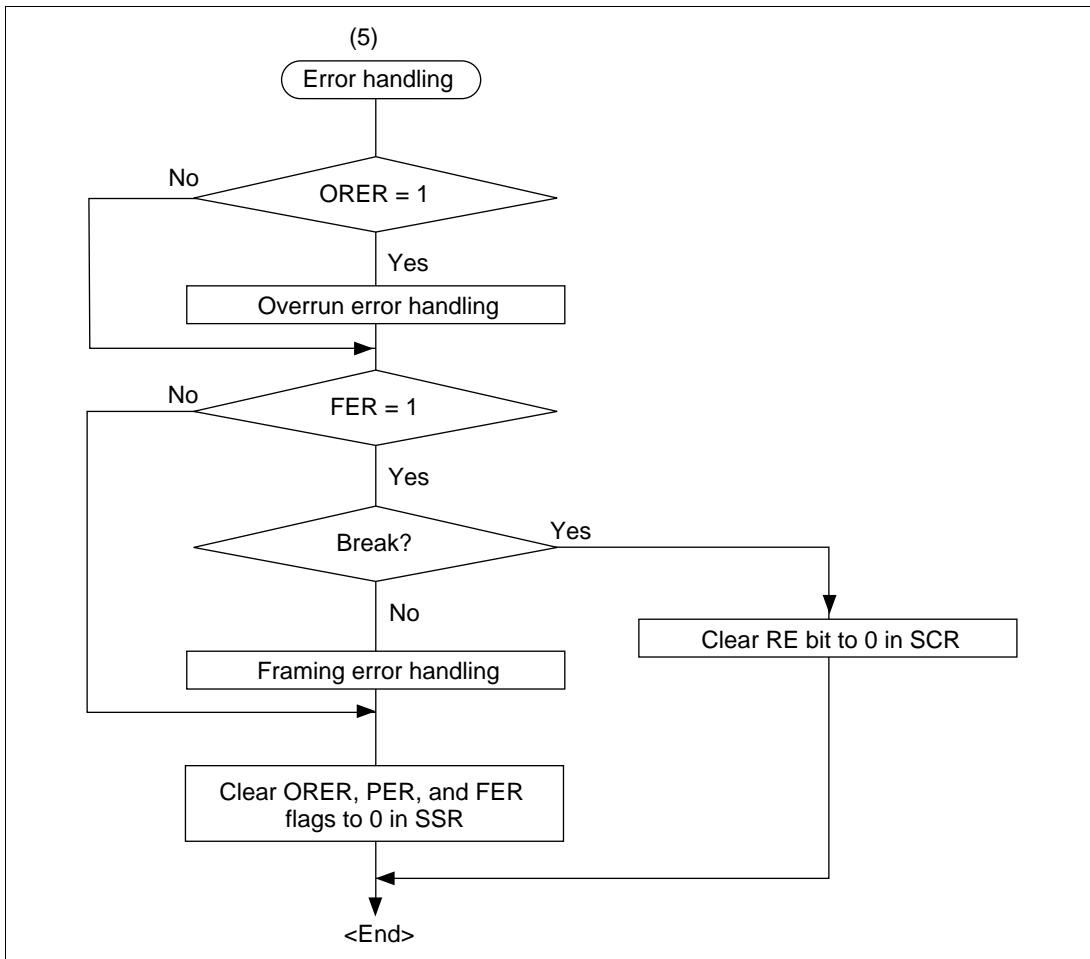 (5)
Error handling
No
ORER = 1
Yes
Overrun error handling
No
FER = 1
Yes
Break?
Yes
No
Clear RE bit to 0 in SCR
Framing error handling
Clear ORER, PER, and FER
flags to 0 in SSR
<End>